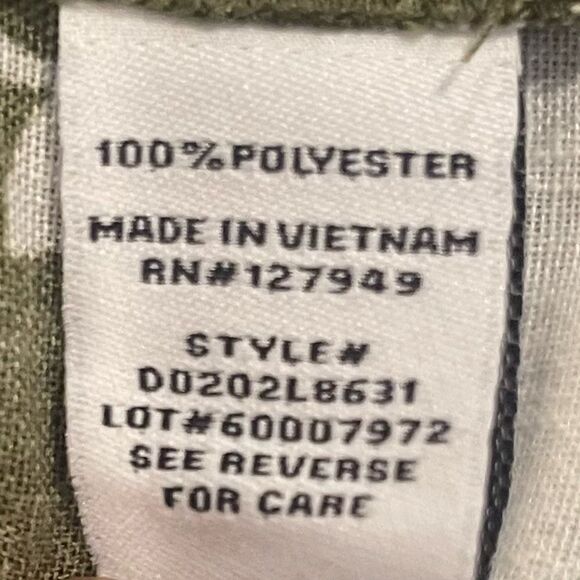 100%POLYESTER
MADE IN VIETNAM
RN#127949
STYLE#
D0202L8631
LOT#60007972
SEE REVERSE
FOR CARE